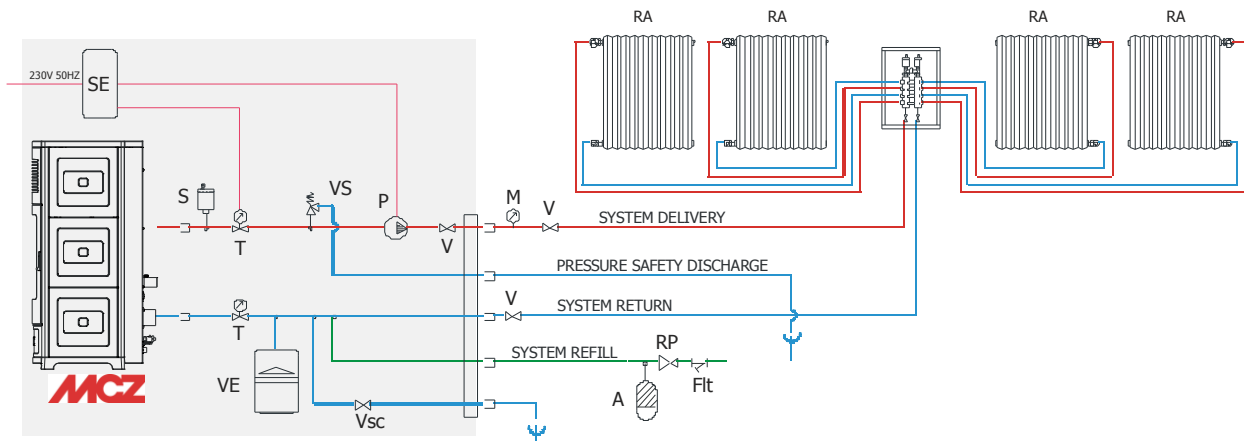 RA RA RA RA
230V 50HZ
SE
S
VS
P
M
V
SYSTEM DELIVERY
T
V
PRESSURE SAFETY DISCHARGE
V
SYSTEM RETURN
T
SYSTEM REFILL
RP
VE
A
Flt
MCZ
Vsc